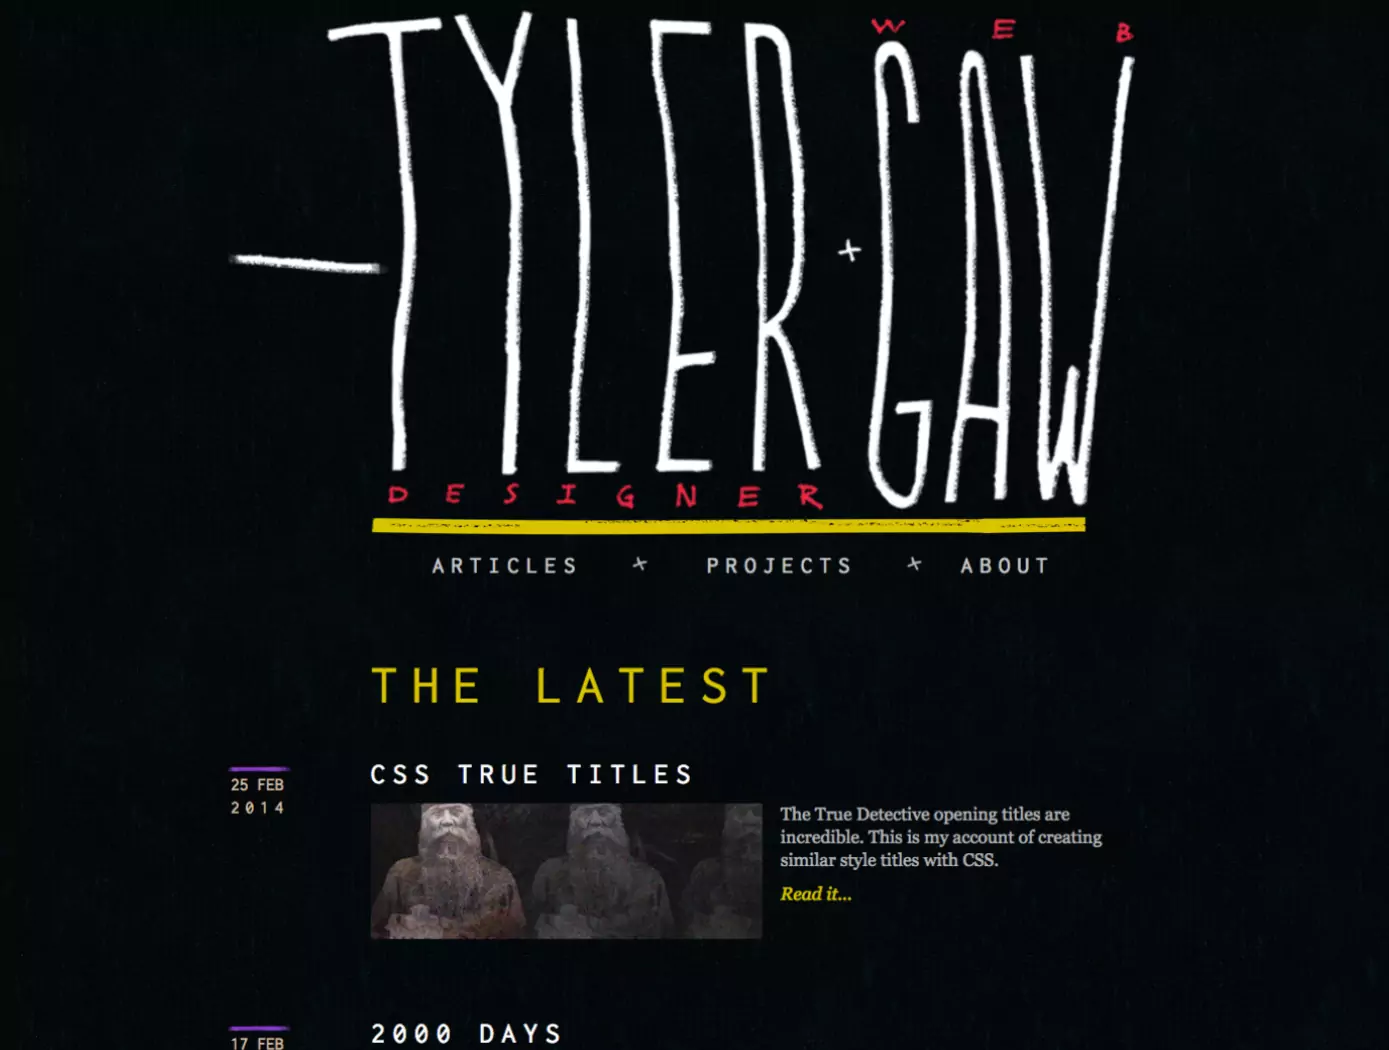 WEB
TYLER + GAW
DESIGNER
ARTICLES + PROJECTS + ABOUT
THE LATEST
25 FEB
2014
CSS TRUE TITLES
The True Detective opening titles are
incredible. This is my account of creating
similar style titles with CSS.
Read it...
17 FEB
2000 DAYS